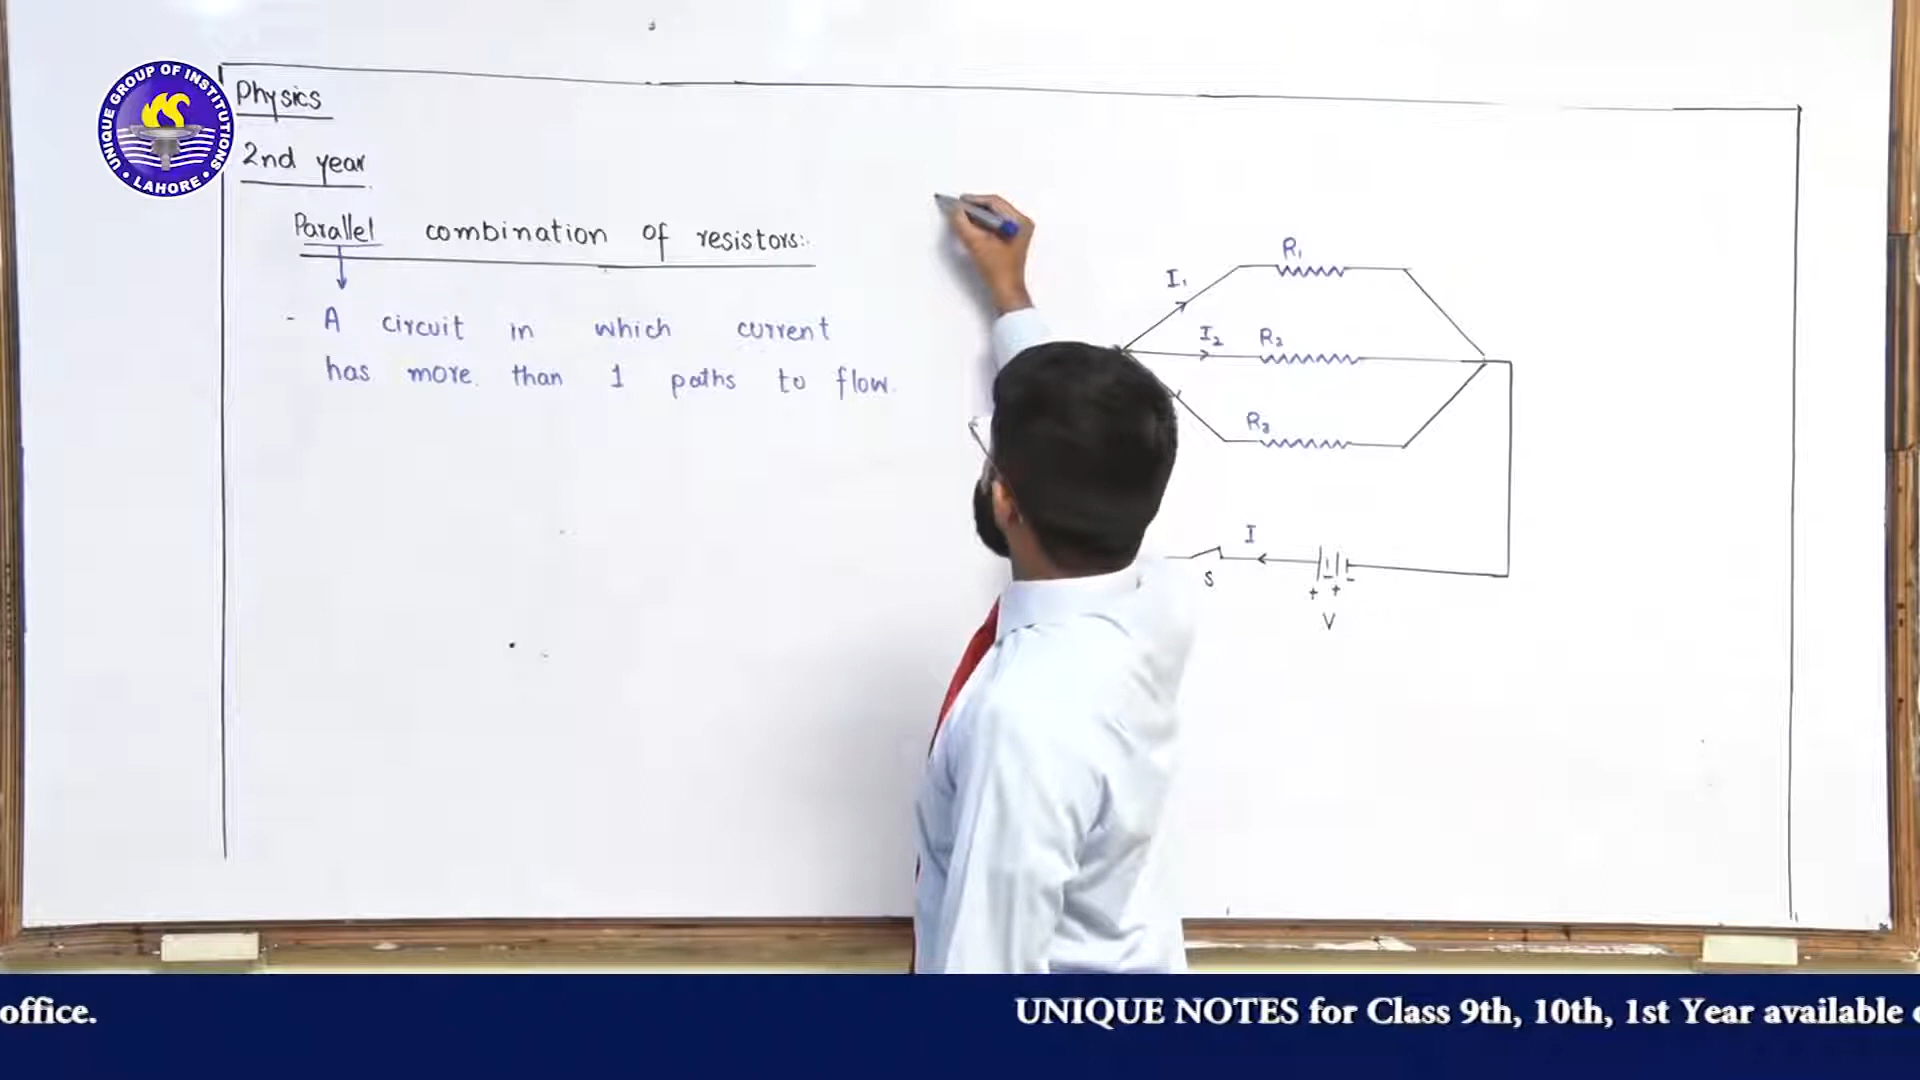 UNIQUE GROUP OF INSTITUTIONS
• LAHORE •
Physics
2nd year
Parallel combination of resistors:
- A circuit in which current
has more than 1 paths to flow.
R₁
I₁
I₂ R₂
R₃
I
S
+ +
V
office. UNIQUE NOTES for Class 9th, 10th, 1st Year available